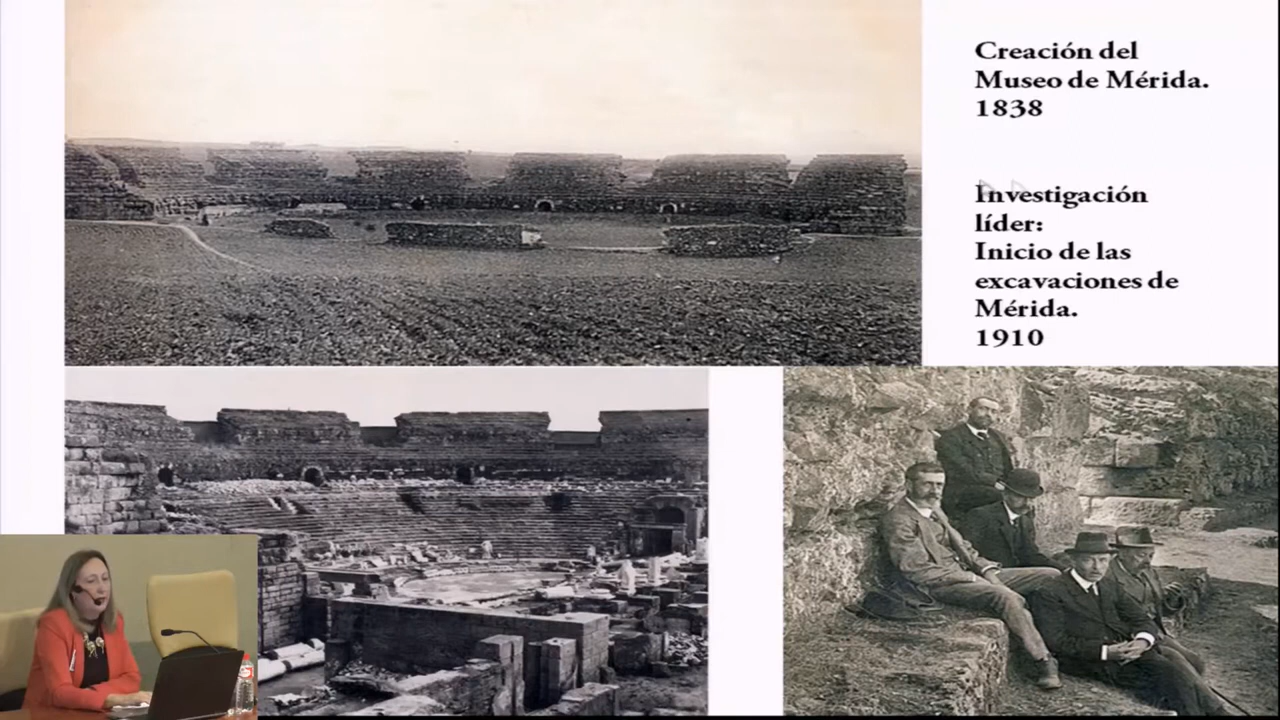 Creación del
Museo de Mérida.
1838
Investigación
líder:
Inicio de las
excavaciones de
Mérida.
1910